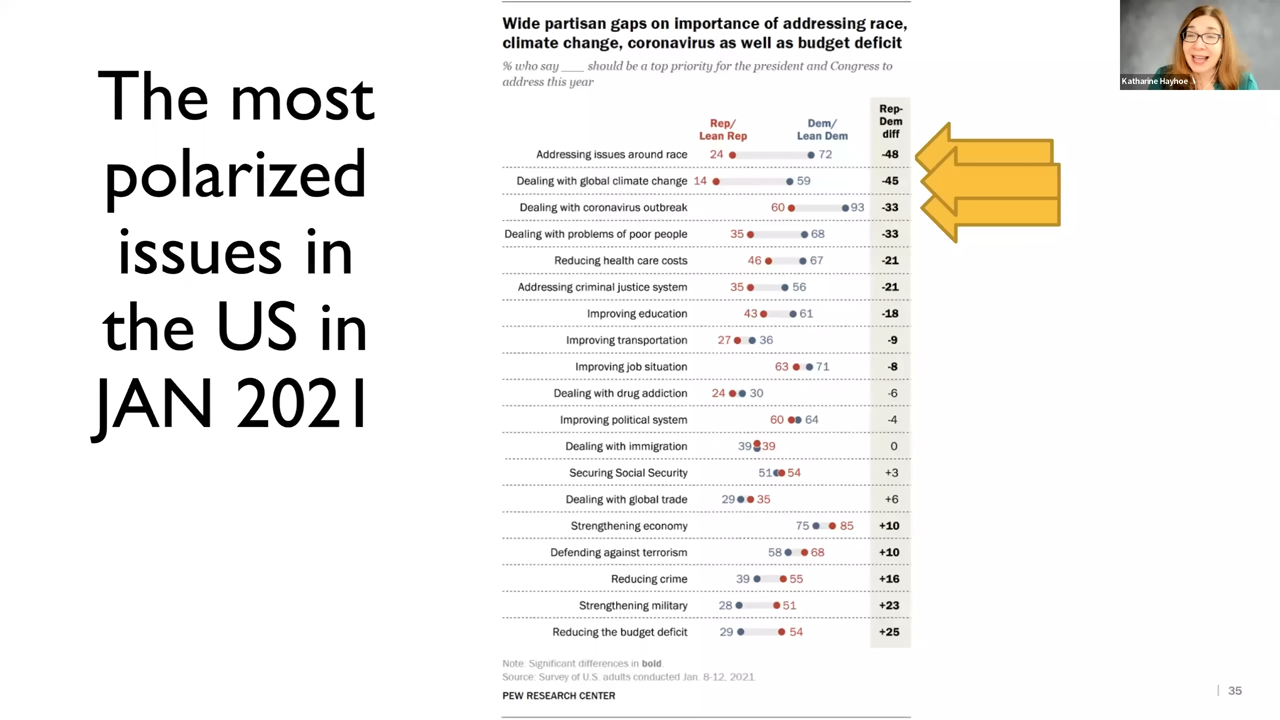 The most
polarized
issues in
the US in
JAN 2021
Wide partisan gaps on importance of addressing race,
climate change, coronavirus as well as budget deficit
% who say ___ should be a top priority for the president and Congress to
address this year
Rep/
Lean Rep
Dem/
Lean Dem
Rep-
Dem
diff
Addressing issues around race 24 72 -48
Dealing with global climate change 14 59 -45
Dealing with coronavirus outbreak 60 93 -33
Dealing with problems of poor people 35 68 -33
Reducing health care costs 46 67 -21
Addressing criminal justice system 35 56 -21
Improving education 43 61 -18
Improving transportation 27 36 -9
Improving job situation 63 71 -8
Dealing with drug addiction 24 30 -6
Improving political system 60 64 -4
Dealing with immigration 39 39 0
Securing Social Security 51 54 +3
Dealing with global trade 29 35 +6
Strengthening economy 75 85 +10
Defending against terrorism 58 68 +10
Reducing crime 39 55 +16
Strengthening military 28 51 +23
Reducing the budget deficit 29 54 +25
Note: Significant differences in bold.
Source: Survey of U.S. adults conducted Jan. 8-12, 2021.
PEW RESEARCH CENTER
Katharine Hayhoe
| 35